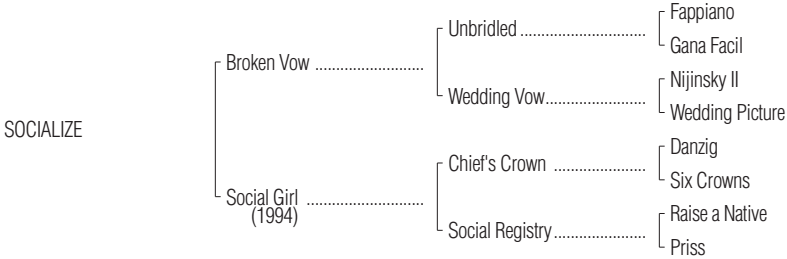 Fappiano
Unbridled ..............................
Gana Facil
Broken Vow ..........................
Nijinsky II
Wedding Vow........................
Wedding Picture
SOCIALIZE
Danzig
Chief's Crown ......................
Six Crowns
Social Girl ............................
(1994)
Raise a Native
Social Registry......................
Priss